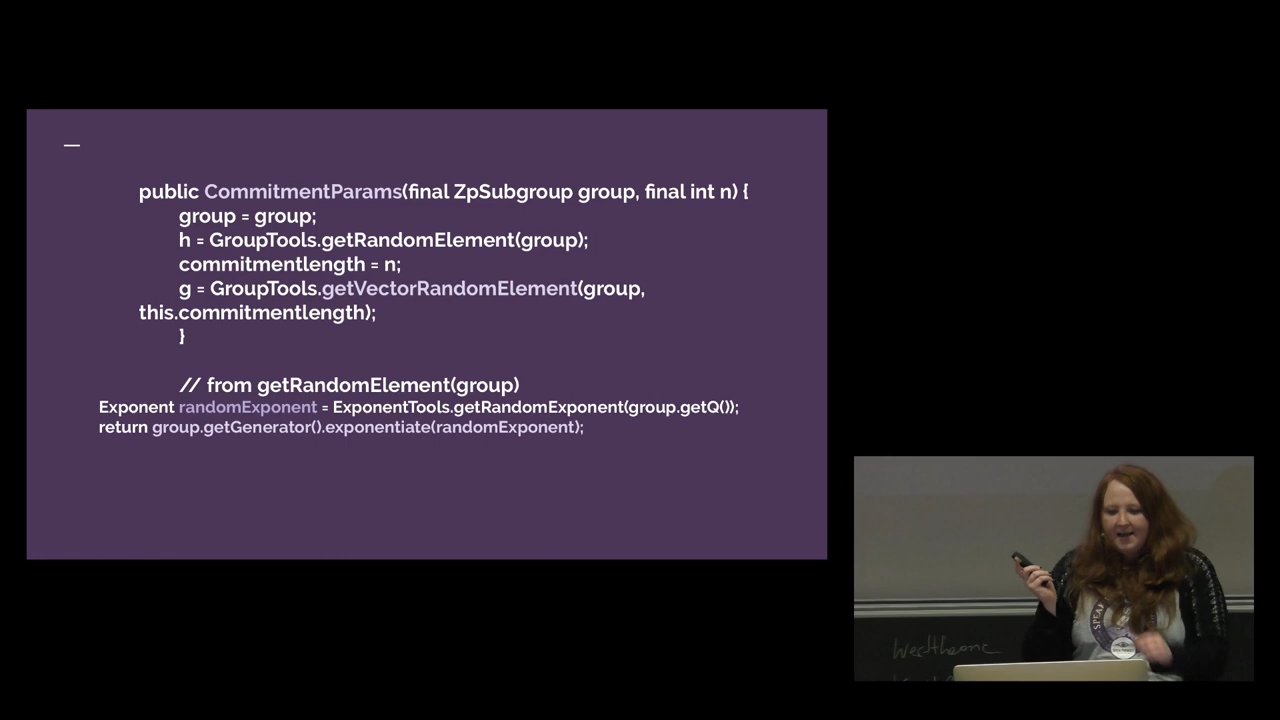 —
public CommitmentParams(final ZpSubgroup group, final int n) {
group = group;
h = GroupTools.getRandomElement(group);
commitmentlength = n;
g = GroupTools.getVectorRandomElement(group,
this.commitmentlength);
}
// from getRandomElement(group)
Exponent randomExponent = ExponentTools.getRandomExponent(group.getQ());
return group.getGenerator().exponentiate(randomExponent);
SPEA